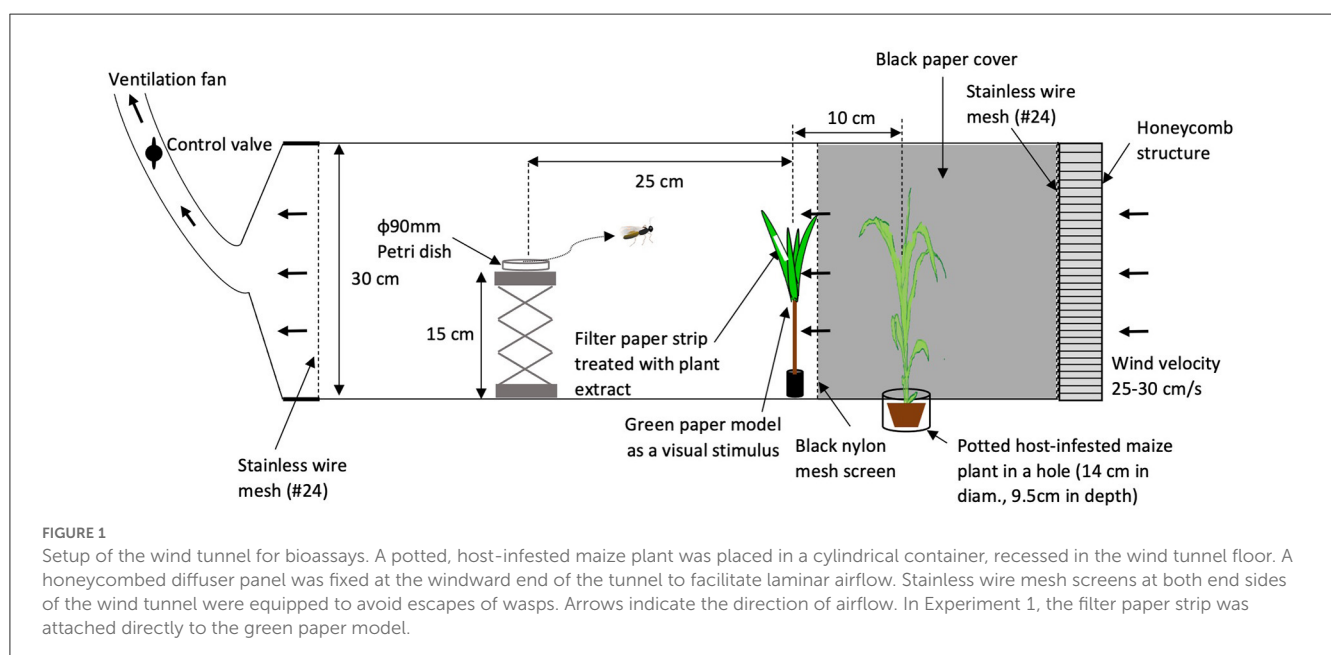 Ventilation fan
Control valve
Black paper cover
Stainless wire
mesh (#24)
Honeycomb
structure
10 cm
25 cm
ϕ90mm
Petri dish
30 cm
15 cm
Filter paper strip
treated with plant
extract
Green paper model
as a visual stimulus
Black nylon
mesh screen
Wind velocity
25-30 cm/s
Potted host-infested maize
plant in a hole (14 cm in
diam., 9.5cm in depth)
Stainless wire
mesh (#24)
FIGURE 1
Setup of the wind tunnel for bioassays. A potted, host-infested maize plant was placed in a cylindrical container, recessed in the wind tunnel floor. A
honeycombed diffuser panel was fixed at the windward end of the tunnel to facilitate laminar airflow. Stainless wire mesh screens at both end sides
of the wind tunnel were equipped to avoid escapes of wasps. Arrows indicate the direction of airflow. In Experiment 1, the filter paper strip was
attached directly to the green paper model.